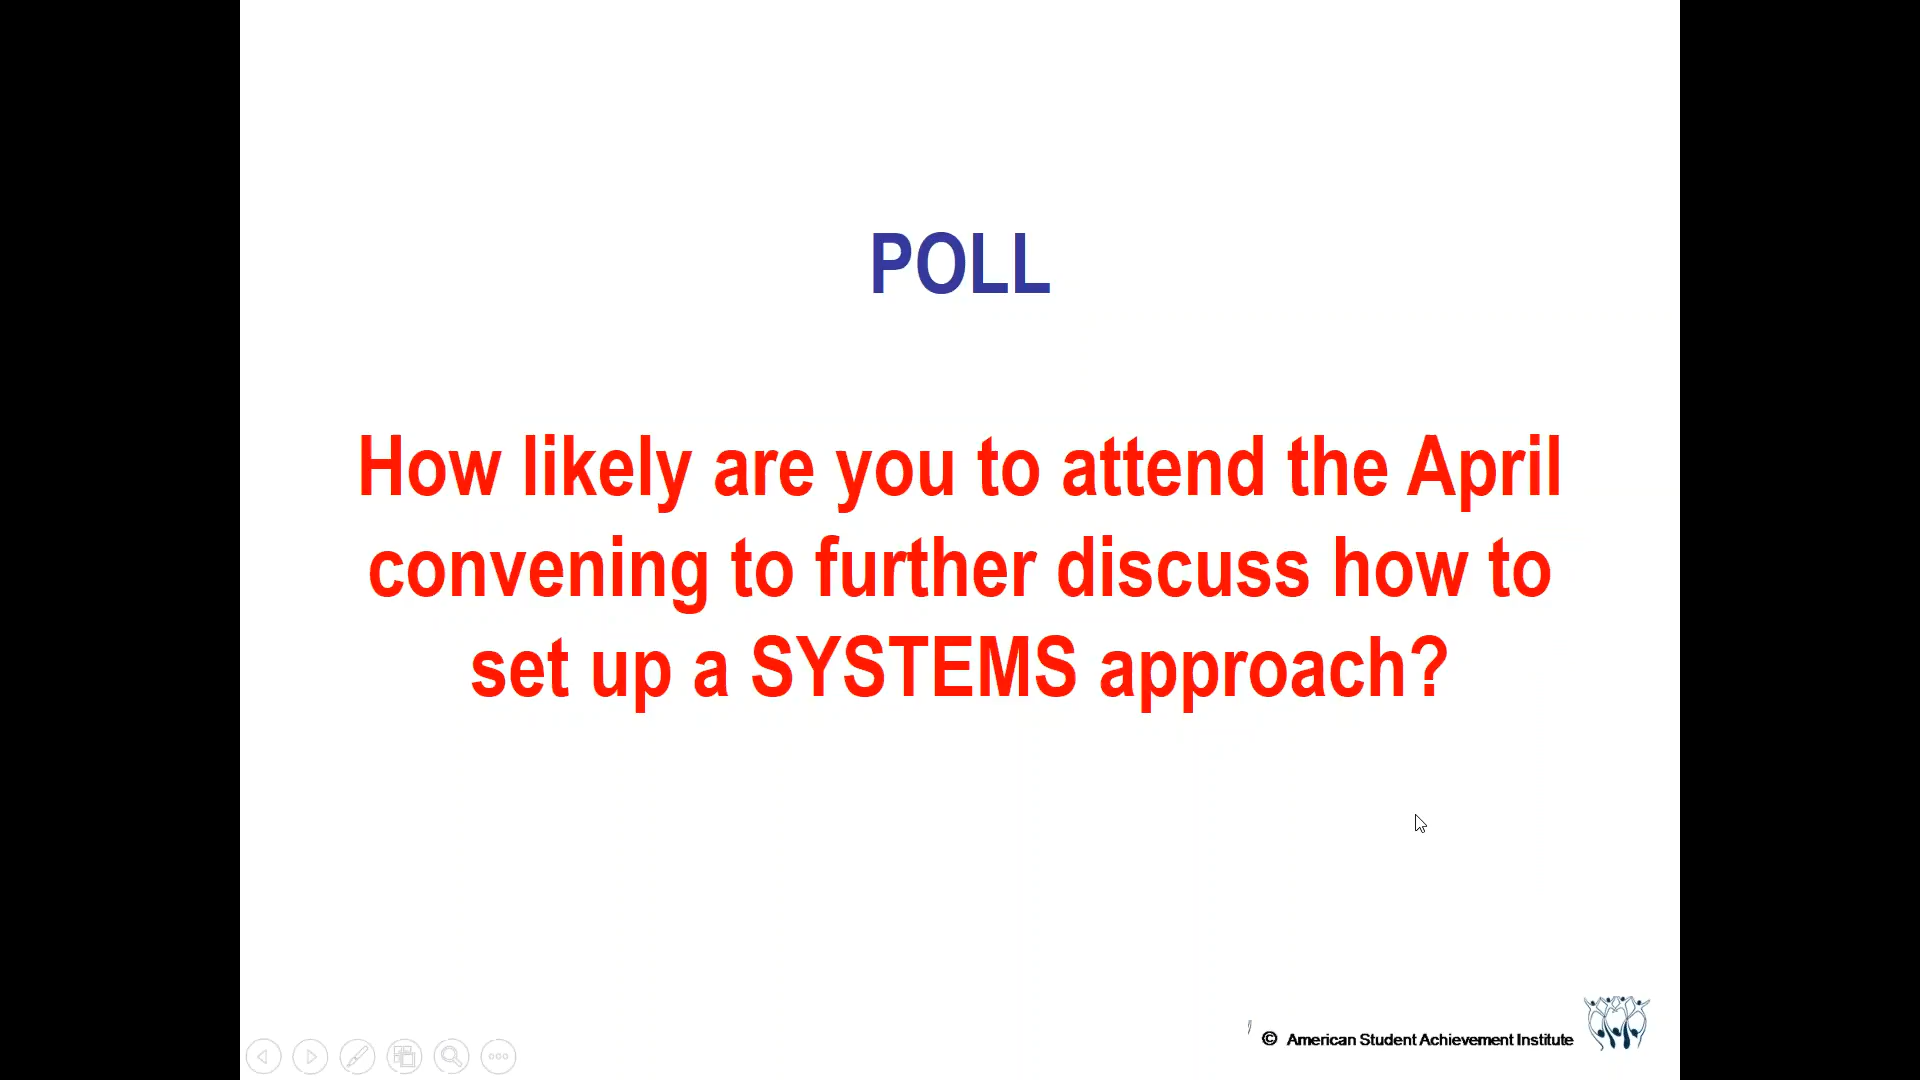 POLL
How likely are you to attend the April
convening to further discuss how to
set up a SYSTEMS approach?
© American Student Achievement Institute